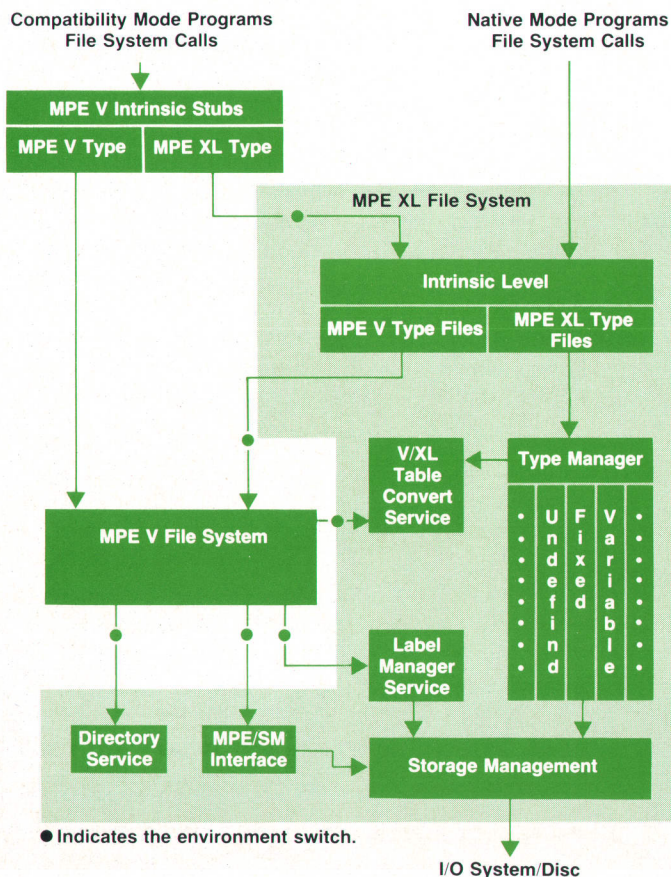 Compatibility Mode Programs
File System Calls
Native Mode Programs
File System Calls
MPE V Intrinsic Stubs
MPE V Type
MPE XL Type
MPE XL File System
Intrinsic Level
MPE V Type Files
MPE XL Type
Files
V/XL
Table
Convert
Service
Type Manager
Undefind
Fixed
Variable
MPE V File System
Label
Manager
Service
Directory
Service
MPE/SM
Interface
Storage Management
● Indicates the environment switch.
I/O System/Disc